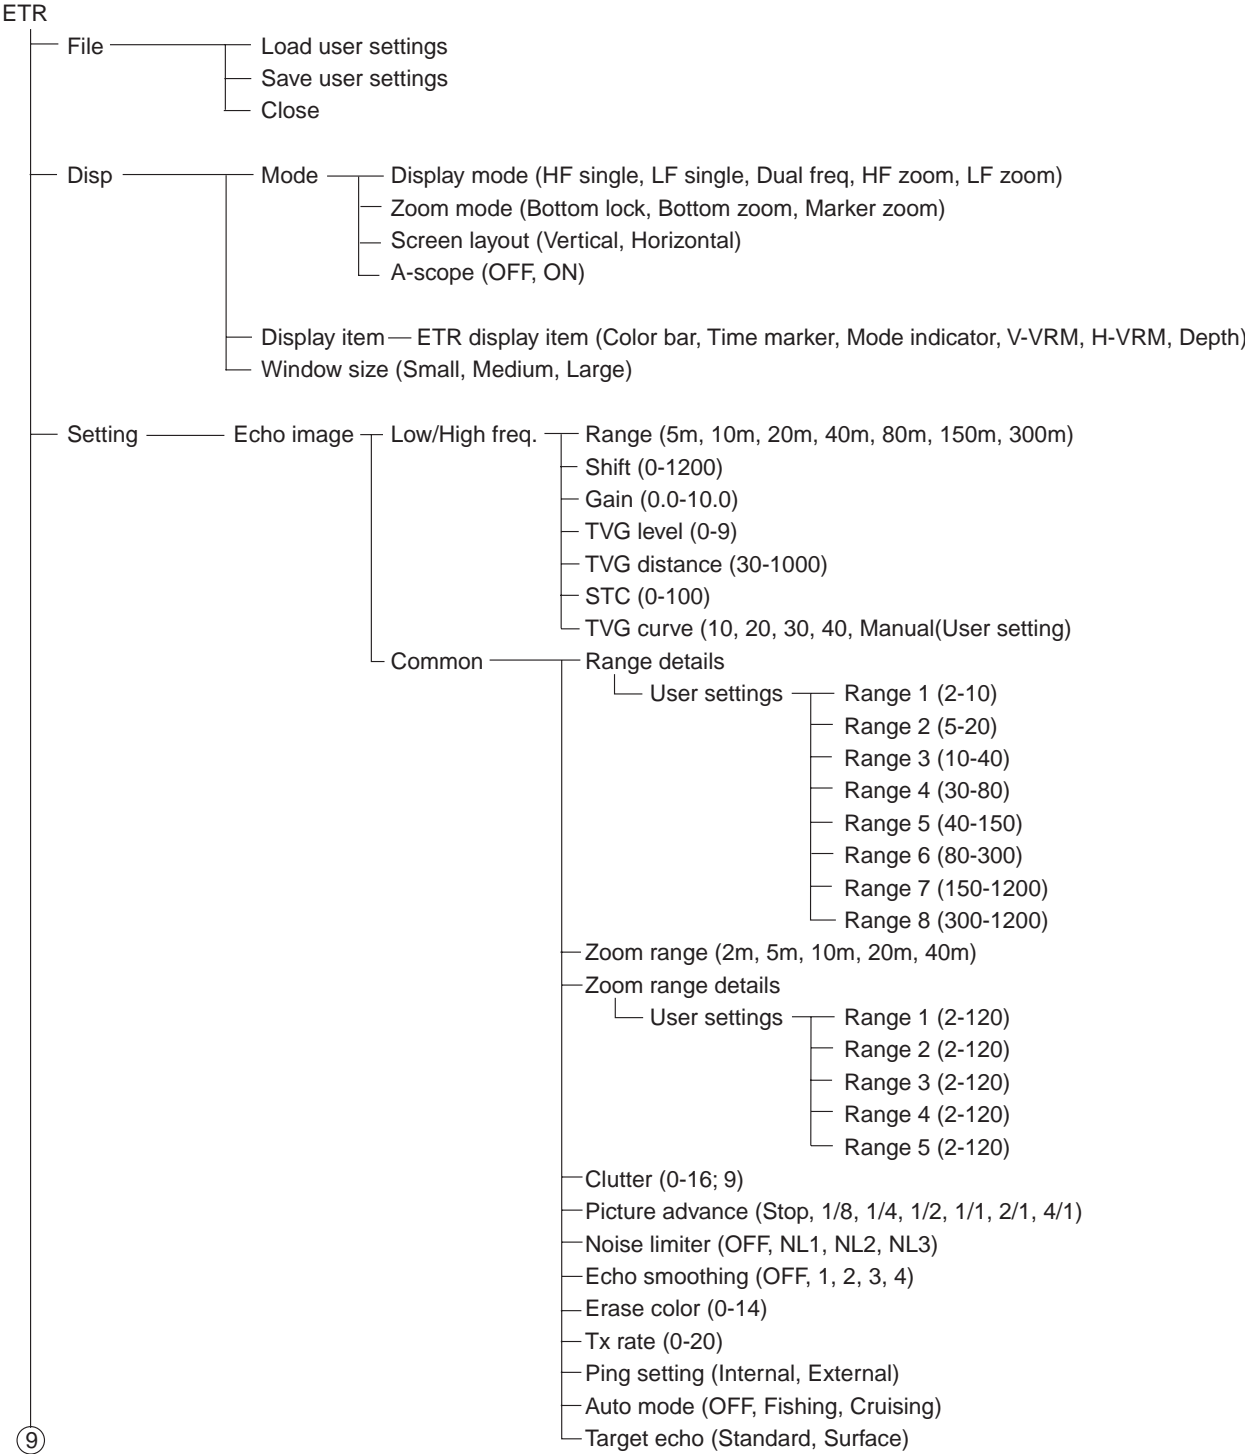 ETR
File
Load user settings
Save user settings
Close
Disp
Mode
Display mode (HF single, LF single, Dual freq, HF zoom, LF zoom)
Zoom mode (Bottom lock, Bottom zoom, Marker zoom)
Screen layout (Vertical, Horizontal)
A-scope (OFF, ON)
Display item
ETR display item (Color bar, Time marker, Mode indicator, V-VRM, H-VRM, Depth)
Window size (Small, Medium, Large)
Setting
Echo image
Low/High freq.
Range (5m, 10m, 20m, 40m, 80m, 150m, 300m)
Shift (0-1200)
Gain (0.0-10.0)
TVG level (0-9)
TVG distance (30-1000)
STC (0-100)
TVG curve (10, 20, 30, 40, Manual(User setting)
Common
Range details
User settings
Range 1 (2-10)
Range 2 (5-20)
Range 3 (10-40)
Range 4 (30-80)
Range 5 (40-150)
Range 6 (80-300)
Range 7 (150-1200)
Range 8 (300-1200)
Zoom range (2m, 5m, 10m, 20m, 40m)
Zoom range details
User settings
Range 1 (2-120)
Range 2 (2-120)
Range 3 (2-120)
Range 4 (2-120)
Range 5 (2-120)
Clutter (0-16; 9)
Picture advance (Stop, 1/8, 1/4, 1/2, 1/1, 2/1, 4/1)
Noise limiter (OFF, NL1, NL2, NL3)
Echo smoothing (OFF, 1, 2, 3, 4)
Erase color (0-14)
Tx rate (0-20)
Ping setting (Internal, External)
Auto mode (OFF, Fishing, Cruising)
Target echo (Standard, Surface)
9